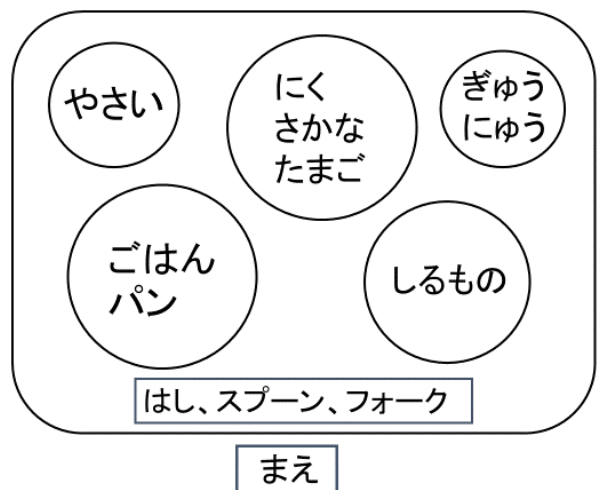 やさい
にく
さかな
たまご
ぎゅう
にゅう
ごはん
パン
しるもの
はし、スプーン、フォーク
まえ